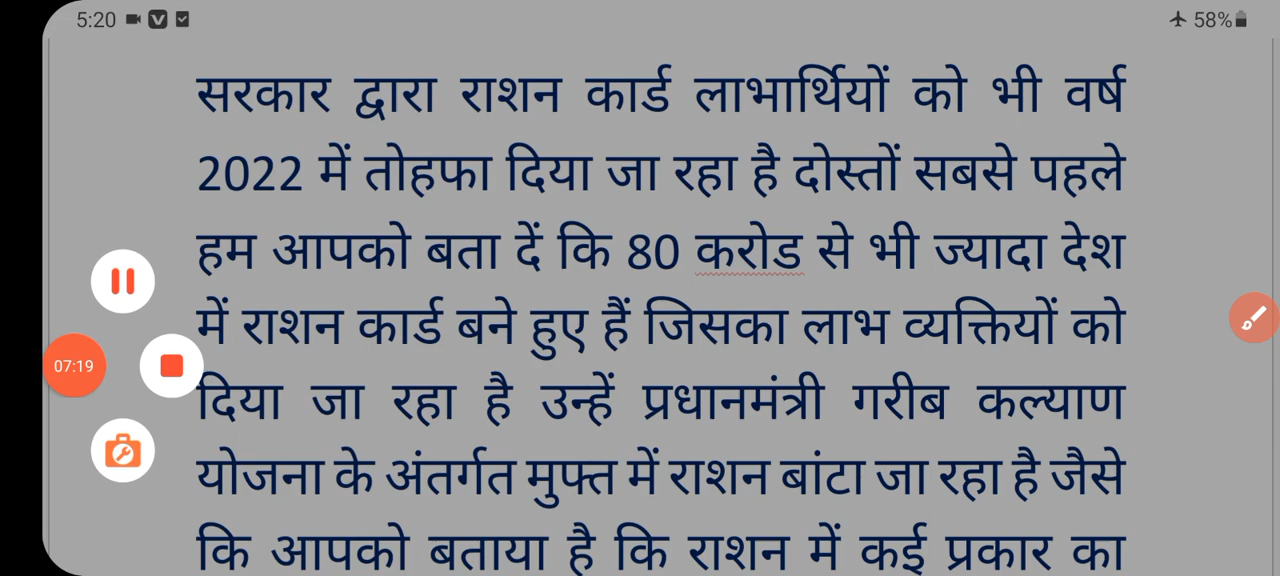 5:20
58%
सरकार द्वारा राशन कार्ड लाभार्थियों को भी वर्ष
2022 में तोहफा दिया जा रहा है दोस्तों सबसे पहले
हम आपको बता दें कि 80 करोड से भी ज्यादा देश
में राशन कार्ड बने हुए हैं जिसका लाभ व्यक्तियों को
07:19
दिया जा रहा है उन्हें प्रधानमंत्री गरीब कल्याण
योजना के अंतर्गत मुफ्त में राशन बांटा जा रहा है जैसे
कि आपको बताया है कि राशन में कई प्रकार का